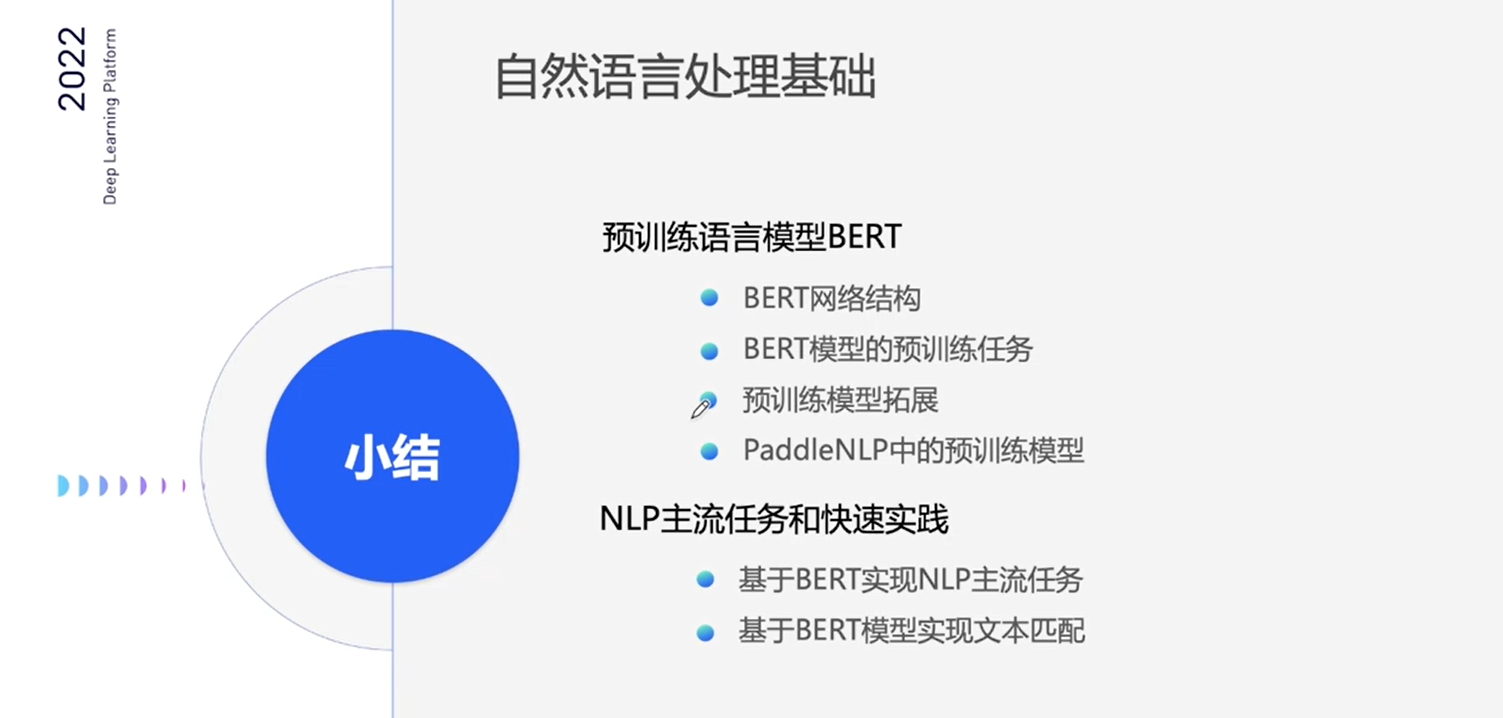 2022
Deep Learning Platform
自然语言处理基础
预训练语言模型BERT
BERT网络结构
BERT模型的预训练任务
预训练模型拓展
PaddleNLP中的预训练模型
小结
NLP主流任务和快速实践
基于BERT实现NLP主流任务
基于BERT模型实现文本匹配